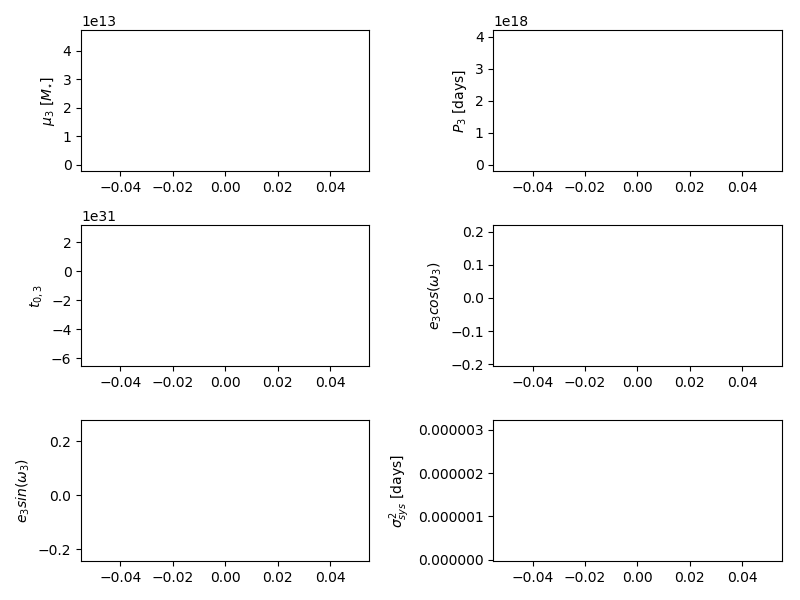 1e13
μ₃ [M⋆]
4
3
2
1
0
−0.04 −0.02 0.00 0.02 0.04
1e18
P₃ [days]
4
3
2
1
0
−0.04 −0.02 0.00 0.02 0.04
1e31
t₀,₃
2
0
−2
−4
−6
−0.04 −0.02 0.00 0.02 0.04
e₃cos(ω₃)
0.2
0.1
0.0
−0.1
−0.2
−0.04 −0.02 0.00 0.02 0.04
e₃sin(ω₃)
0.2
0.0
−0.2
−0.04 −0.02 0.00 0.02 0.04
σ²sys [days]
0.000003
0.000002
0.000001
0.000000
−0.04 −0.02 0.00 0.02 0.04